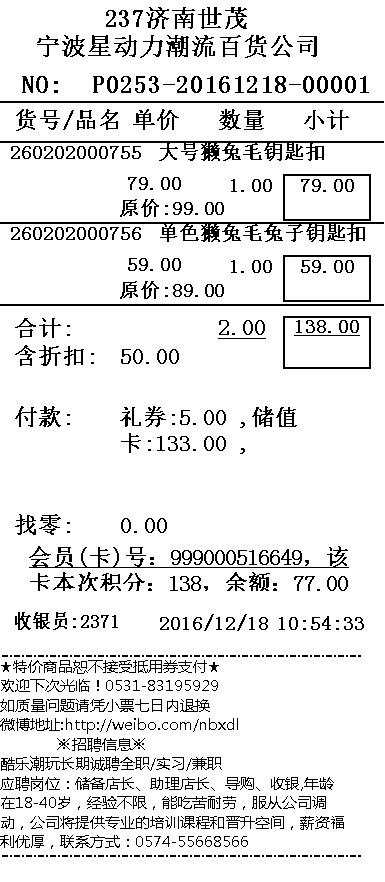 237济南世茂
宁波星动力潮流百货公司
NO: P0253-20161218-00001
货号/品名 单价 数量 小计
260202000755 大号獭兔毛钥匙扣
79.00 1.00 79.00
原价:99.00
260202000756 单色獭兔毛兔子钥匙扣
59.00 1.00 59.00
原价:89.00
合计: 2.00 138.00
含折扣: 50.00
付款: 礼券:5.00 ,储值
卡:133.00 ,
找零: 0.00
会员(卡)号: 999000516649, 该
卡本次积分: 138, 余额: 77.00
收银员:2371 2016/12/18 10:54:33
★特价商品恕不接受抵用券支付★
欢迎下次光临！0531-83195929
如质量问题请凭小票七日内退换
微博地址:http://weibo.com/nbxdl
※招聘信息※
酷乐潮玩长期诚聘全职/实习/兼职
应聘岗位：储备店长、助理店长、导购、收银,年龄
在18-40岁，经验不限，能吃苦耐劳，服从公司调
动，公司将提供专业的培训课程和晋升空间，薪资福
利优厚，联系方式：0574-55668566